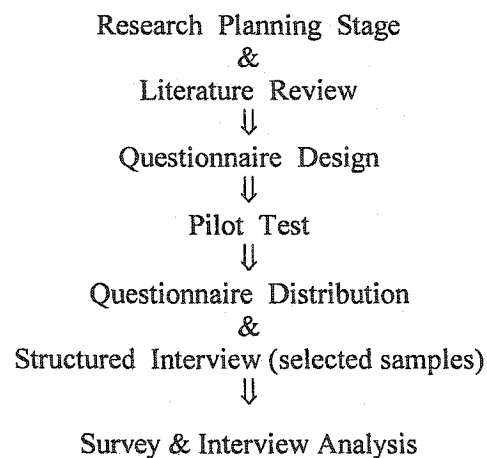 Research Planning Stage
&
Literature Review
⇓
Questionnaire Design
⇓
Pilot Test
⇓
Questionnaire Distribution
&
Structured Interview (selected samples)
⇓
Survey & Interview Analysis